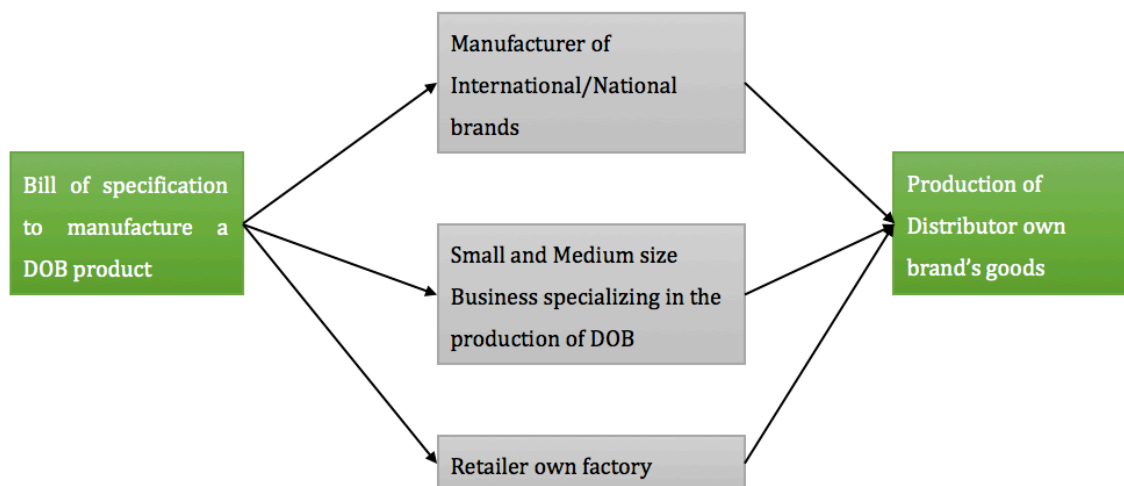 Manufacturer of
International/National
brands
Bill of specification
to manufacture a
DOB product
Small and Medium size
Business specializing in the
production of DOB
Retailer own factory
Production of
Distributor own
brand's goods